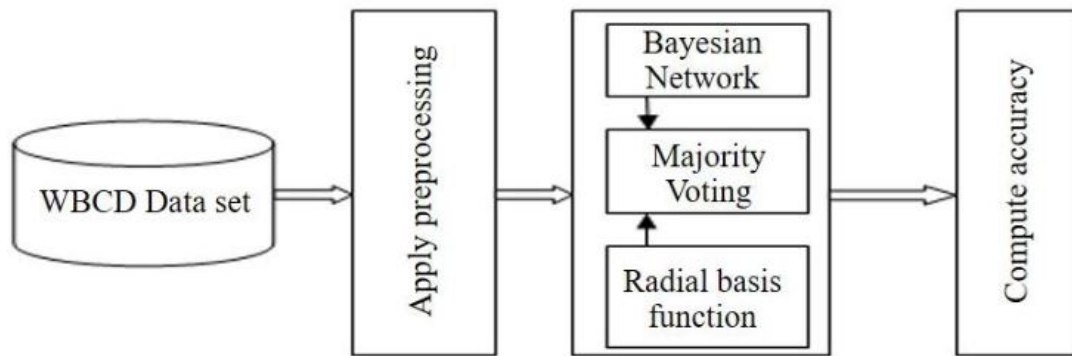 WBCD Data set
Apply preprocessing
Bayesian
Network
Majority
Voting
Radial basis
function
Compute accuracy